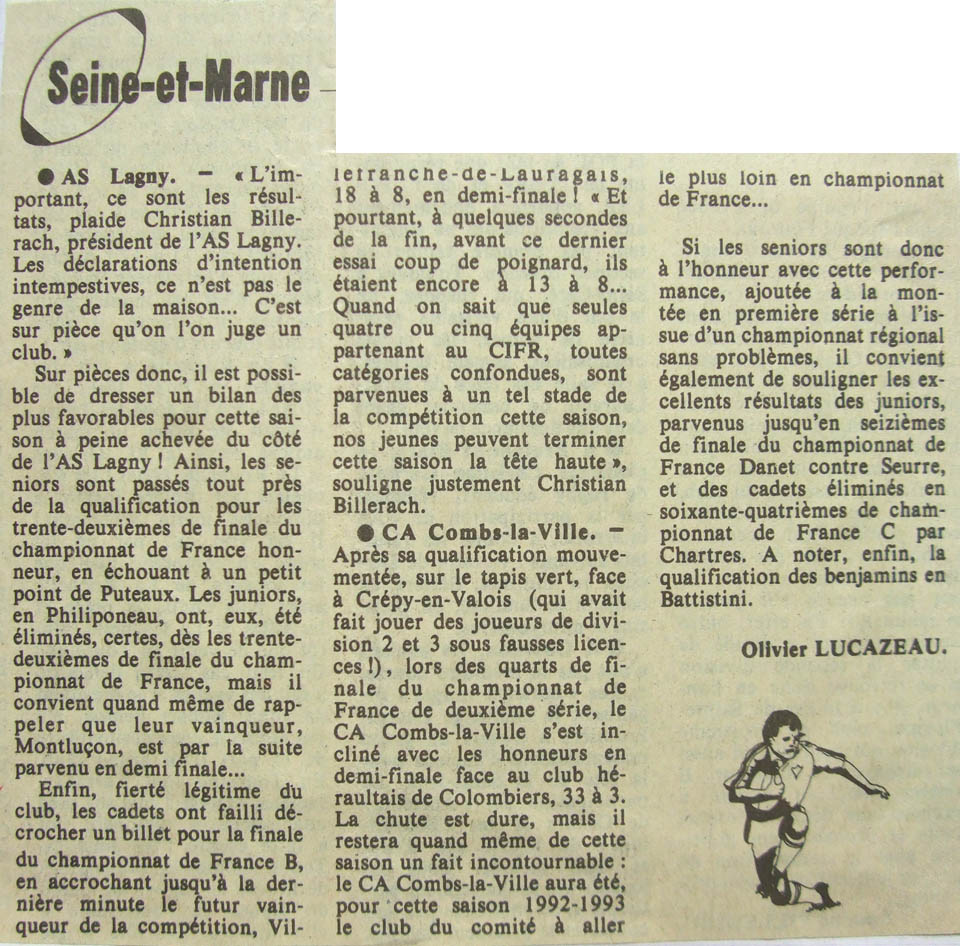 Seine-et-Marne
● AS Lagny. — « L'im-
portant, ce sont les résul-
tats, plaide Christian Bille-
rach, président de l'AS Lagny.
Les déclarations d'intention
intempestives, ce n'est pas le
genre de la maison... C'est
sur pièce qu'on l'on juge un
club. »
Sur pièces donc, il est possi-
ble de dresser un bilan des
plus favorables pour cette sai-
son à peine achevée du côté
de l'AS Lagny ! Ainsi, les se-
niors sont passés tout près
de la qualification pour les
trente-deuxièmes de finale du
championnat de France hon-
neur, en échouant à un petit
point de Puteaux. Les juniors,
en Philiponeau, ont, eux, été
éliminés, certes, dès les trente-
deuxièmes de finale du cham-
pionnat de France, mais il
convient quand même de rap-
peler que leur vainqueur,
Montluçon, est par la suite
parvenu en demi finale...
Enfin, fierté légitime du
club, les cadets ont failli dé-
crocher un billet pour la finale
du championnat de France B,
en accrochant jusqu'à la der-
nière minute le futur vain-
queur de la compétition, Vil-
lefranche-de-Lauragais,
18 à 8, en demi-finale ! « Et
pourtant, à quelques secondes
de la fin, avant ce dernier
essai coup de poignard, ils
étaient encore à 13 à 8...
Quand on sait que seules
quatre ou cinq équipes ap-
partenant au CIFR, toutes
catégories confondues, sont
parvenues à un tel stade de
la compétition cette saison,
nos jeunes peuvent terminer
cette saison la tête haute »,
souligne justement Christian
Billerach.
● CA Combs-la-Ville. —
Après sa qualification mouve-
mentée, sur le tapis vert, face
à Crépy-en-Valois (qui avait
fait jouer des joueurs de divi-
sion 2 et 3 sous fausses licen-
ces !), lors des quarts de fi-
nale du championnat de
France de deuxième série, le
CA Combs-la-Ville s'est in-
cliné avec les honneurs en
demi-finale face au club hé-
raultais de Colombiers, 33 à 3.
La chute est dure, mais il
restera quand même de cette
saison un fait incontournable :
le CA Combs-la-Ville aura été,
pour cette saison 1992-1993
le club du comité à aller
le plus loin en championnat
de France...
Si les seniors sont donc
à l'honneur avec cette perfor-
mance, ajoutée à la mon-
tée en première série à l'is-
sue d'un championnat régional
sans problèmes, il convient
également de souligner les ex-
cellents résultats des juniors,
parvenus jusqu'en seizièmes
de finale du championnat de
France Danet contre Seurre,
et des cadets éliminés en
soixante-quatrièmes de cham-
pionnat de France C par
Chartres. A noter, enfin, la
qualification des benjamins en
Battistini.
Olivier LUCAZEAU.